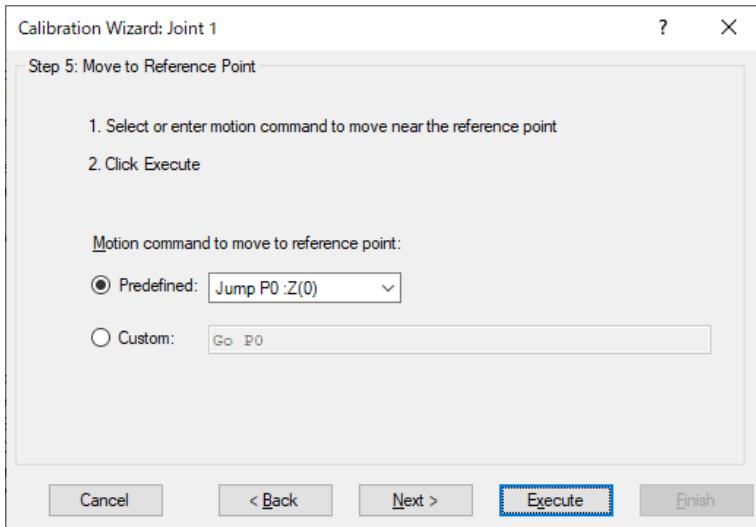 Calibration Wizard: Joint 1
Step 5: Move to Reference Point
1. Select or enter motion command to move near the reference point
2. Click Execute
Motion command to move to reference point:
Predefined: Jump P0 :Z(0)
Custom: Go P0
Cancel < Back Next > Execute Finish